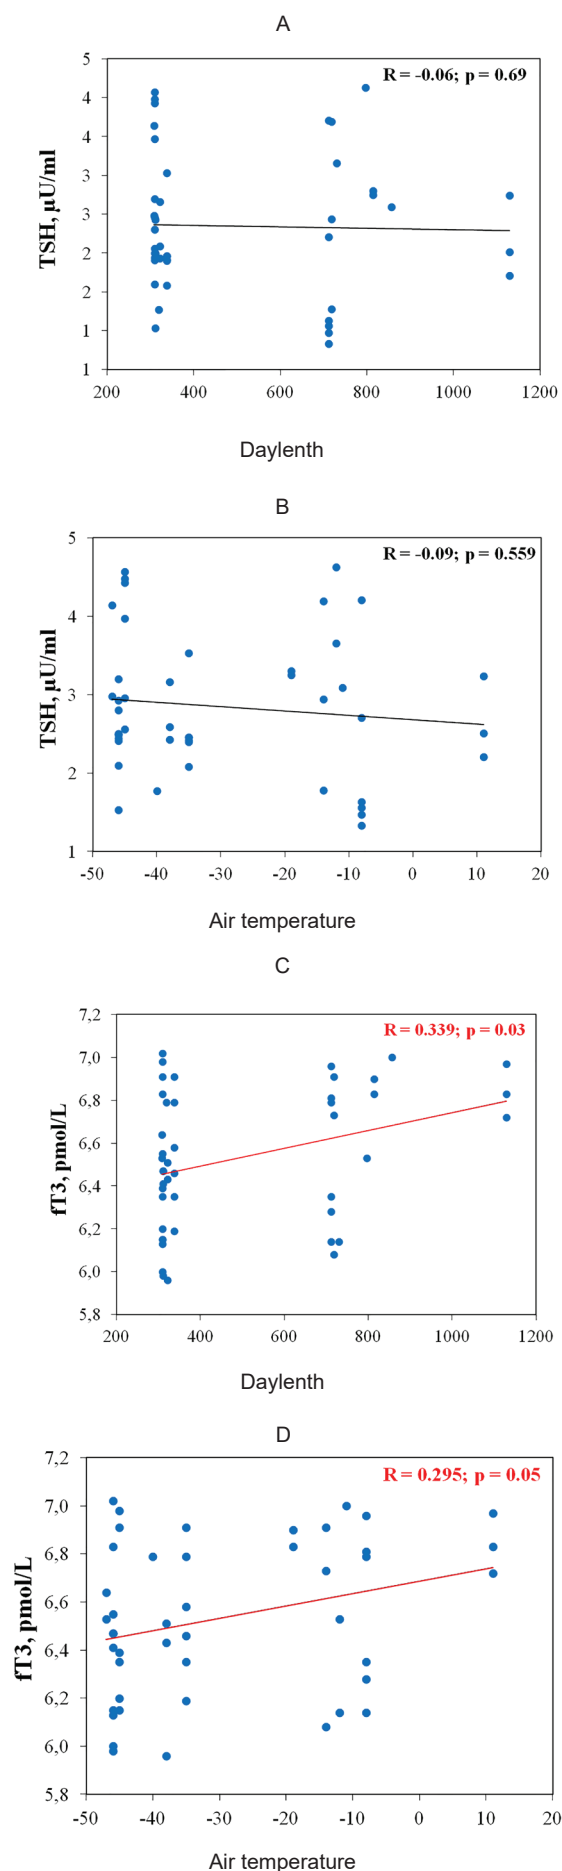 A
R = -0.06; p = 0.69
TSH, µU/ml
5
4
4
3
3
2
2
1
1
200 400 600 800 1000 1200
Daylenth
B
R = -0.09; p = 0.559
TSH, µU/ml
5
4
3
2
1
-50 -40 -30 -20 -10 0 10 20
Air temperature
C
R = 0.339; p = 0.03
fT3, pmol/L
7,2
7,0
6,8
6,6
6,4
6,2
6,0
5,8
200 400 600 800 1000 1200
Daylenth
D
R = 0.295; p = 0.05
fT3, pmol/L
7,2
7,0
6,8
6,6
6,4
6,2
6,0
5,8
-50 -40 -30 -20 -10 0 10 20
Air temperature